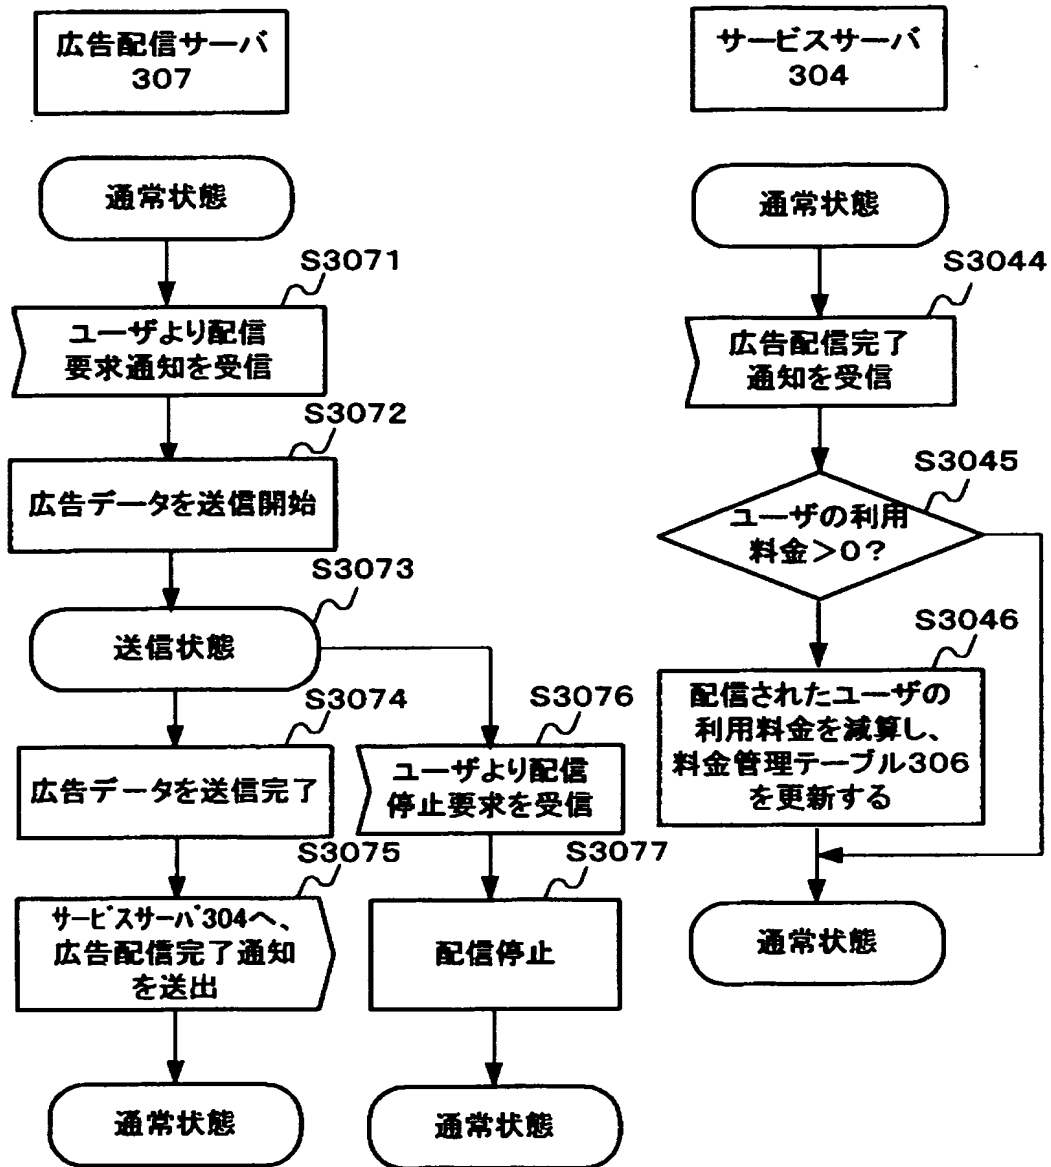 広告配信サーバ
307
通常状態
S3071
ユーザより配信
要求通知を受信
S3072
広告データを送信開始
S3073
送信状態
S3074
広告データを送信完了
S3075
サービスサーバ304へ、
広告配信完了通知
を送出
通常状態
S3076
ユーザより配信
停止要求を受信
S3077
配信停止
通常状態
サービスサーバ
304
通常状態
S3044
広告配信完了
通知を受信
S3045
ユーザの利用
料金>0?
S3046
配信されたユーザの
利用料金を減算し、
料金管理テーブル306
を更新する
通常状態